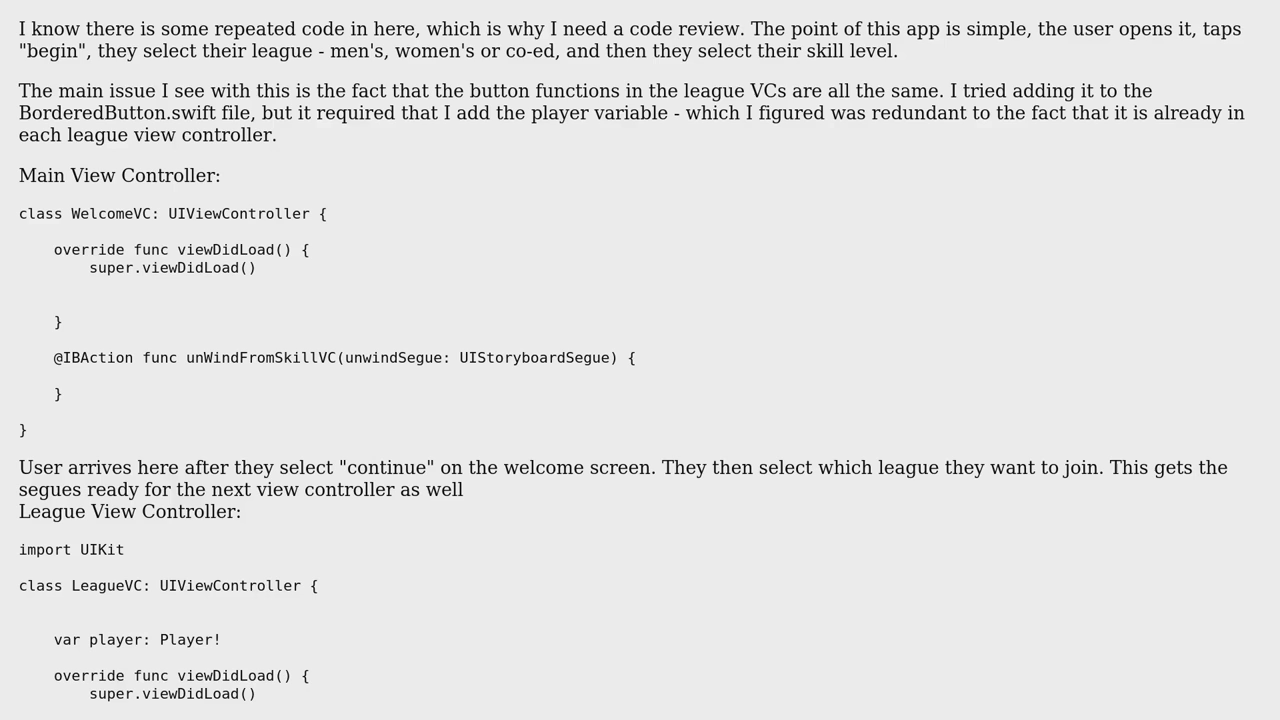 I know there is some repeated code in here, which is why I need a code review. The point of this app is simple, the user opens it, taps
"begin", they select their league - men's, women's or co-ed, and then they select their skill level.
The main issue I see with this is the fact that the button functions in the league VCs are all the same. I tried adding it to the
BorderedButton.swift file, but it required that I add the player variable - which I figured was redundant to the fact that it is already in
each league view controller.
Main View Controller:
class WelcomeVC: UIViewController {
    override func viewDidLoad() {
        super.viewDidLoad()
    }
    @IBAction func unWindFromSkillVC(unwindSegue: UIStoryboardSegue) {
    }
}
User arrives here after they select "continue" on the welcome screen. They then select which league they want to join. This gets the
segues ready for the next view controller as well
League View Controller:
import UIKit
class LeagueVC: UIViewController {
    var player: Player!
    override func viewDidLoad() {
        super.viewDidLoad()